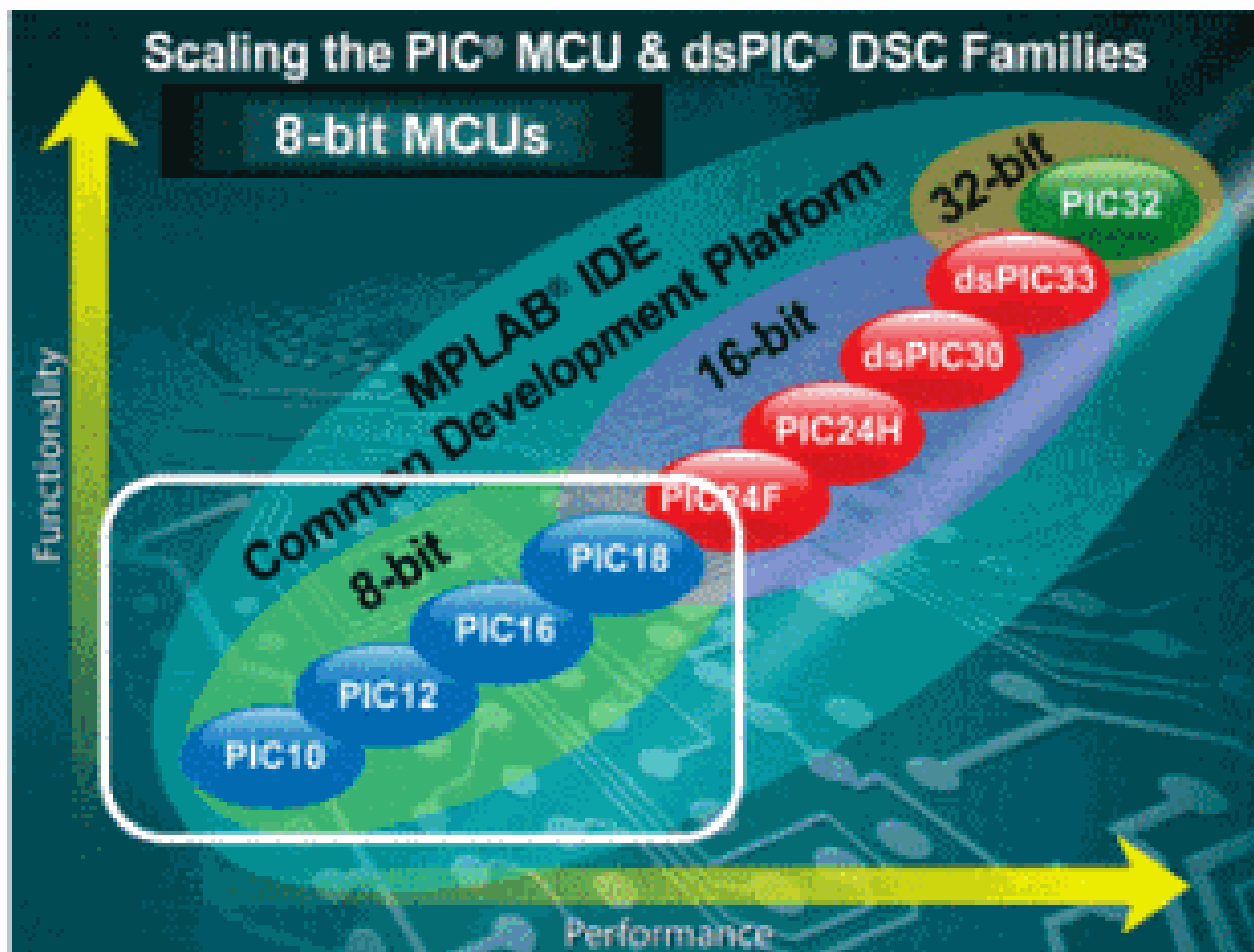 Scaling the PIC® MCU & dsPIC® DSC Families
8-bit MCUs
32-bit
PIC32
MPLAB® IDE
Common Development Platform
dsPIC33
16-bit
dsPIC30
PIC24H
PIC24F
8-bit
PIC18
PIC16
PIC12
PIC10
Functionality
Performance